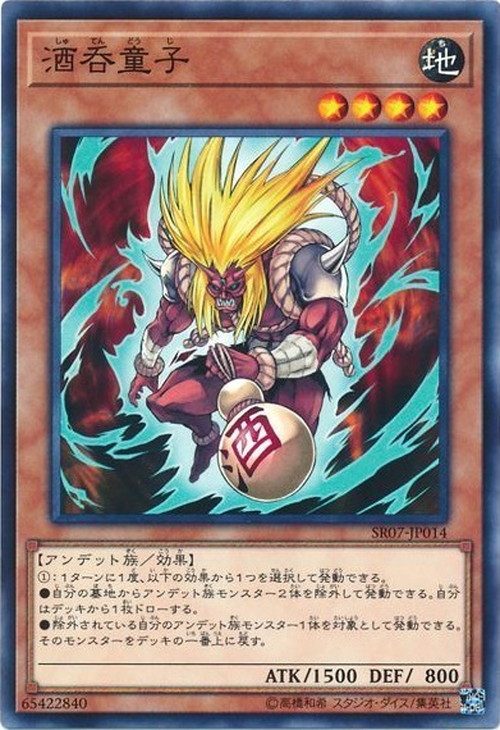 酒呑童子
しゅ てん どう じ
地
酒
SR07-JP014
【アンデット族／効果】
①：1ターンに1度、以下の効果から1つを選択して発動できる。
●自分の墓地からアンデット族モンスター2体を除外して発動できる。自分
はデッキから1枚ドローする。
●除外されている自分のアンデット族モンスター1体を対象として発動できる。
そのモンスターをデッキの一番上に戻す。
ATK/1500 DEF/ 800
65422840
©高橋和希 スタジオ・ダイス/集英社